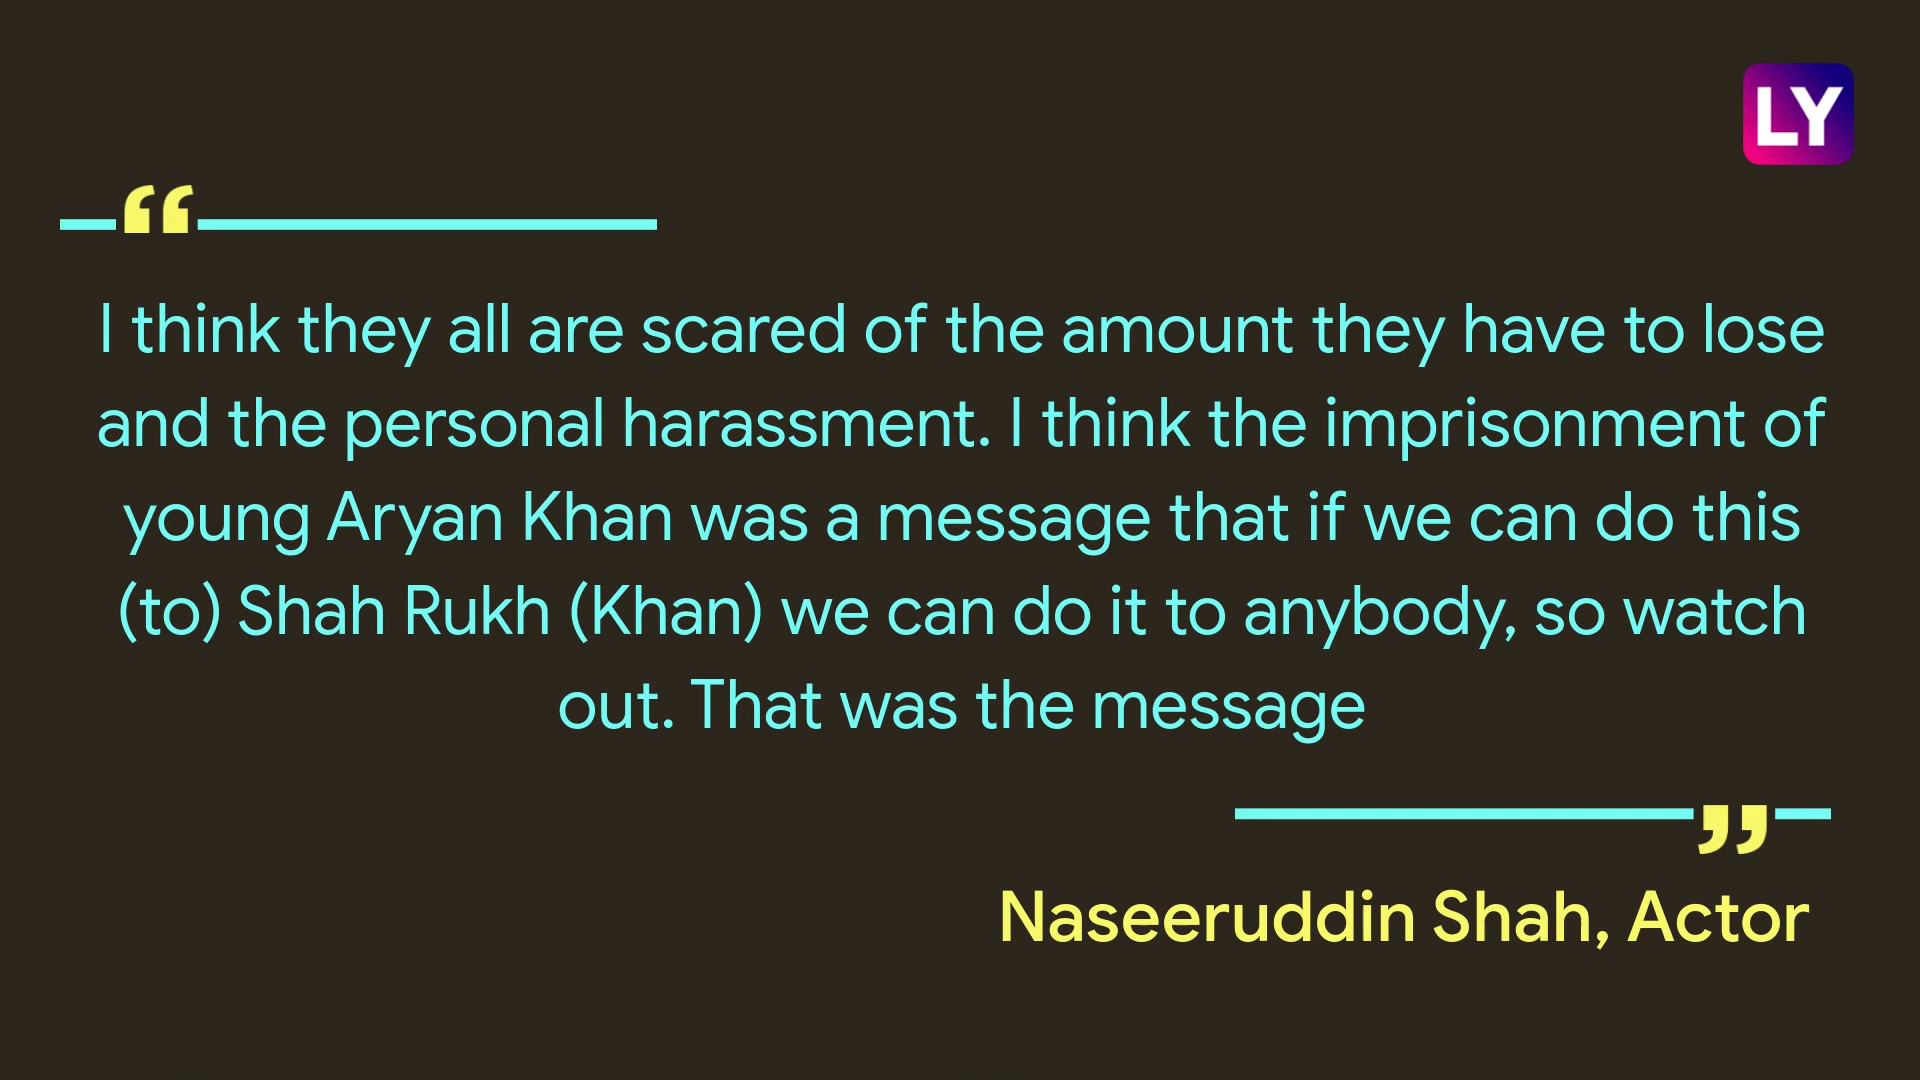 LY
“
I think they all are scared of the amount they have to lose
and the personal harassment. I think the imprisonment of
young Aryan Khan was a message that if we can do this
(to) Shah Rukh (Khan) we can do it to anybody, so watch
out. That was the message
”
Naseeruddin Shah, Actor